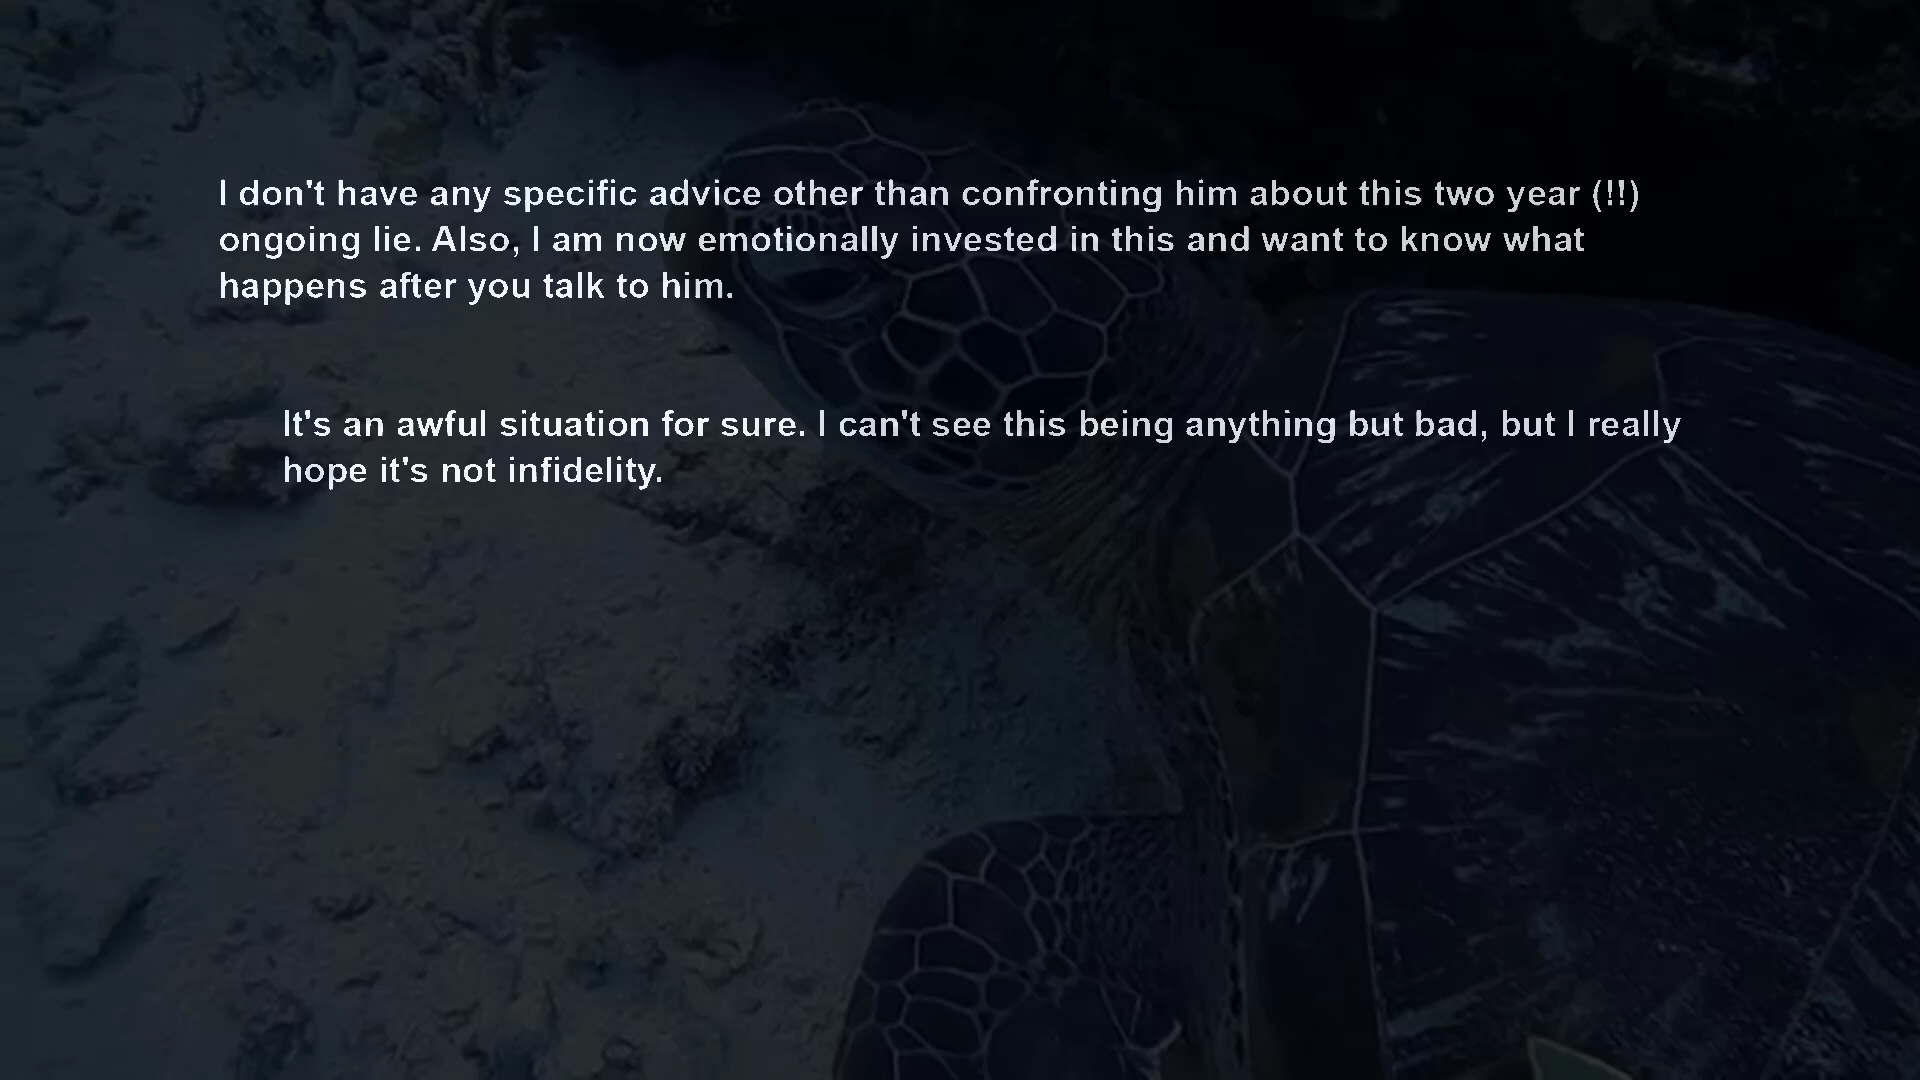 I don't have any specific advice other than confronting him about this two year (!!)
ongoing lie. Also, I am now emotionally invested in this and want to know what
happens after you talk to him.
It's an awful situation for sure. I can't see this being anything but bad, but I really
hope it's not infidelity.